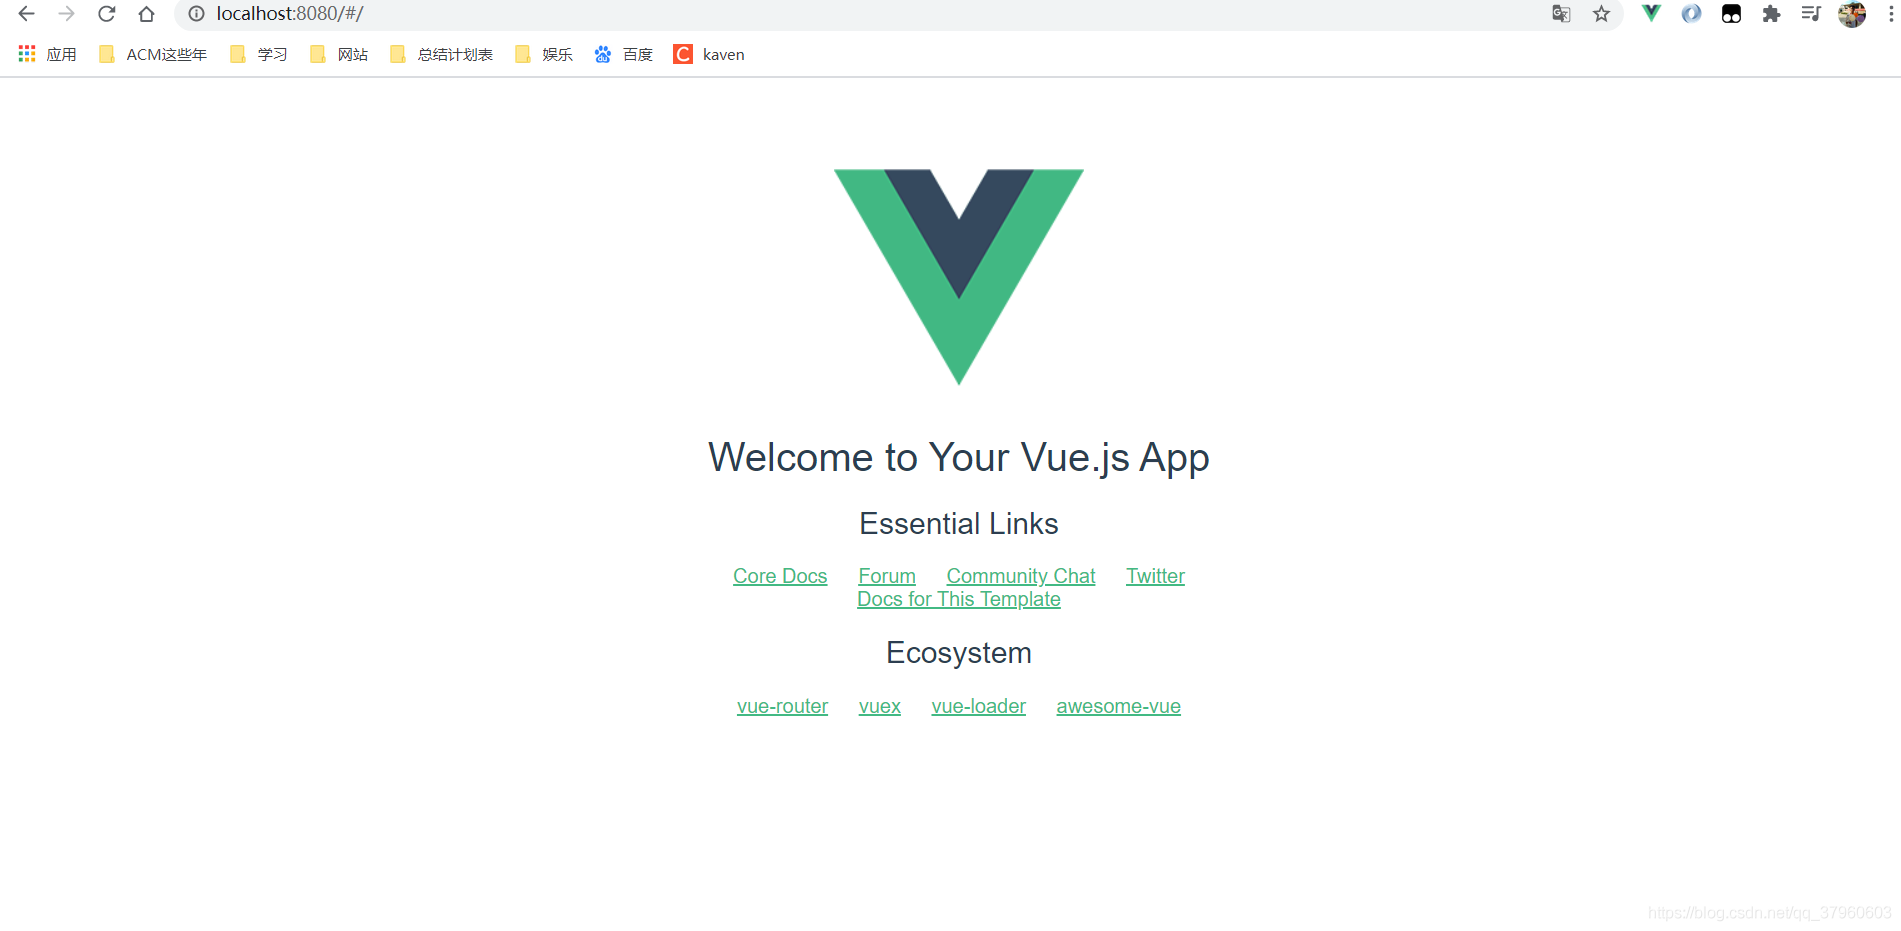 localhost:8080/#/
应用 ACM这些年 学习 网站 总结计划表 娱乐 百度 kaven
Welcome to Your Vue.js App
Essential Links
Core Docs Forum Community Chat Twitter
Docs for This Template
Ecosystem
vue-router vuex vue-loader awesome-vue
https://blog.csdn.net/qq_37960603